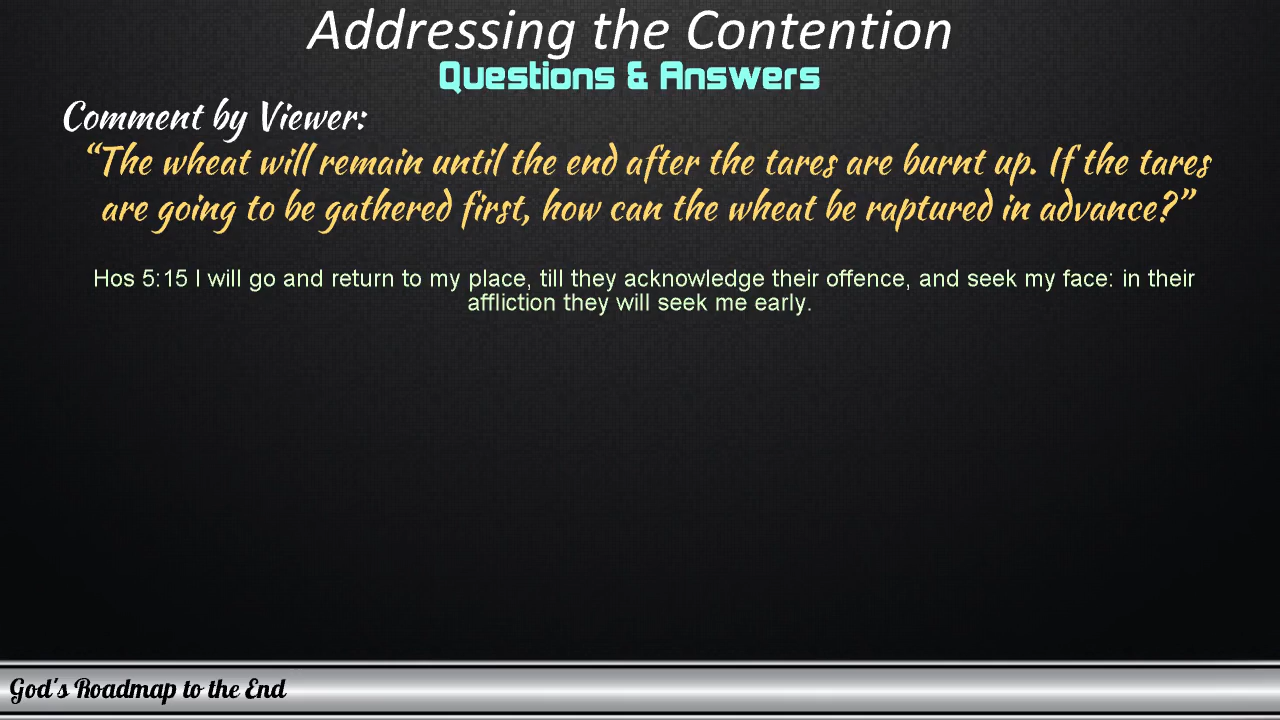 Addressing the Contention
Questions & Answers
Comment by Viewer:
“The wheat will remain until the end after the tares are burnt up. If the tares
are going to be gathered first, how can the wheat be raptured in advance?”
Hos 5:15 I will go and return to my place, till they acknowledge their offence, and seek my face: in their
affliction they will seek me early.
God's Roadmap to the End